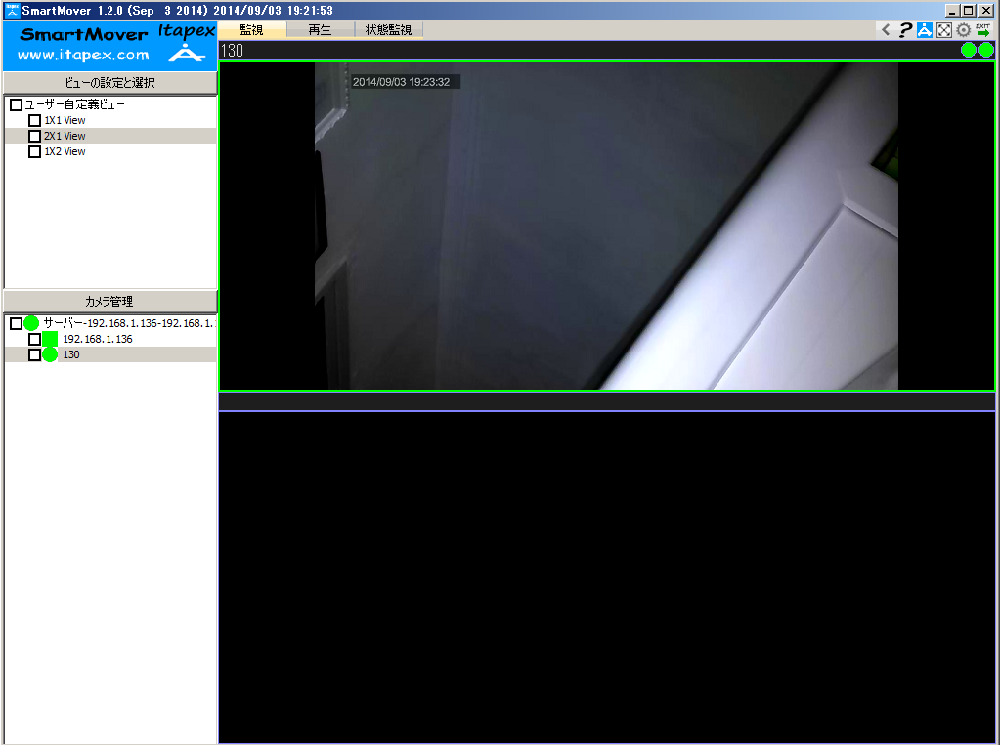 SmartMover 1.2.0 (Sep 3 2014) 2014/09/03 19:21:53
SmartMover Itapex
www.itapex.com
監視 再生 状態監視
EXIT
130
ビューの設定と選択
2014/09/03 19:23:32
ユーザー自定義ビュー
1X1 View
2X1 View
1X2 View
カメラ管理
サーバー-192.168.1.136-192.168.1.
192.168.1.136
130